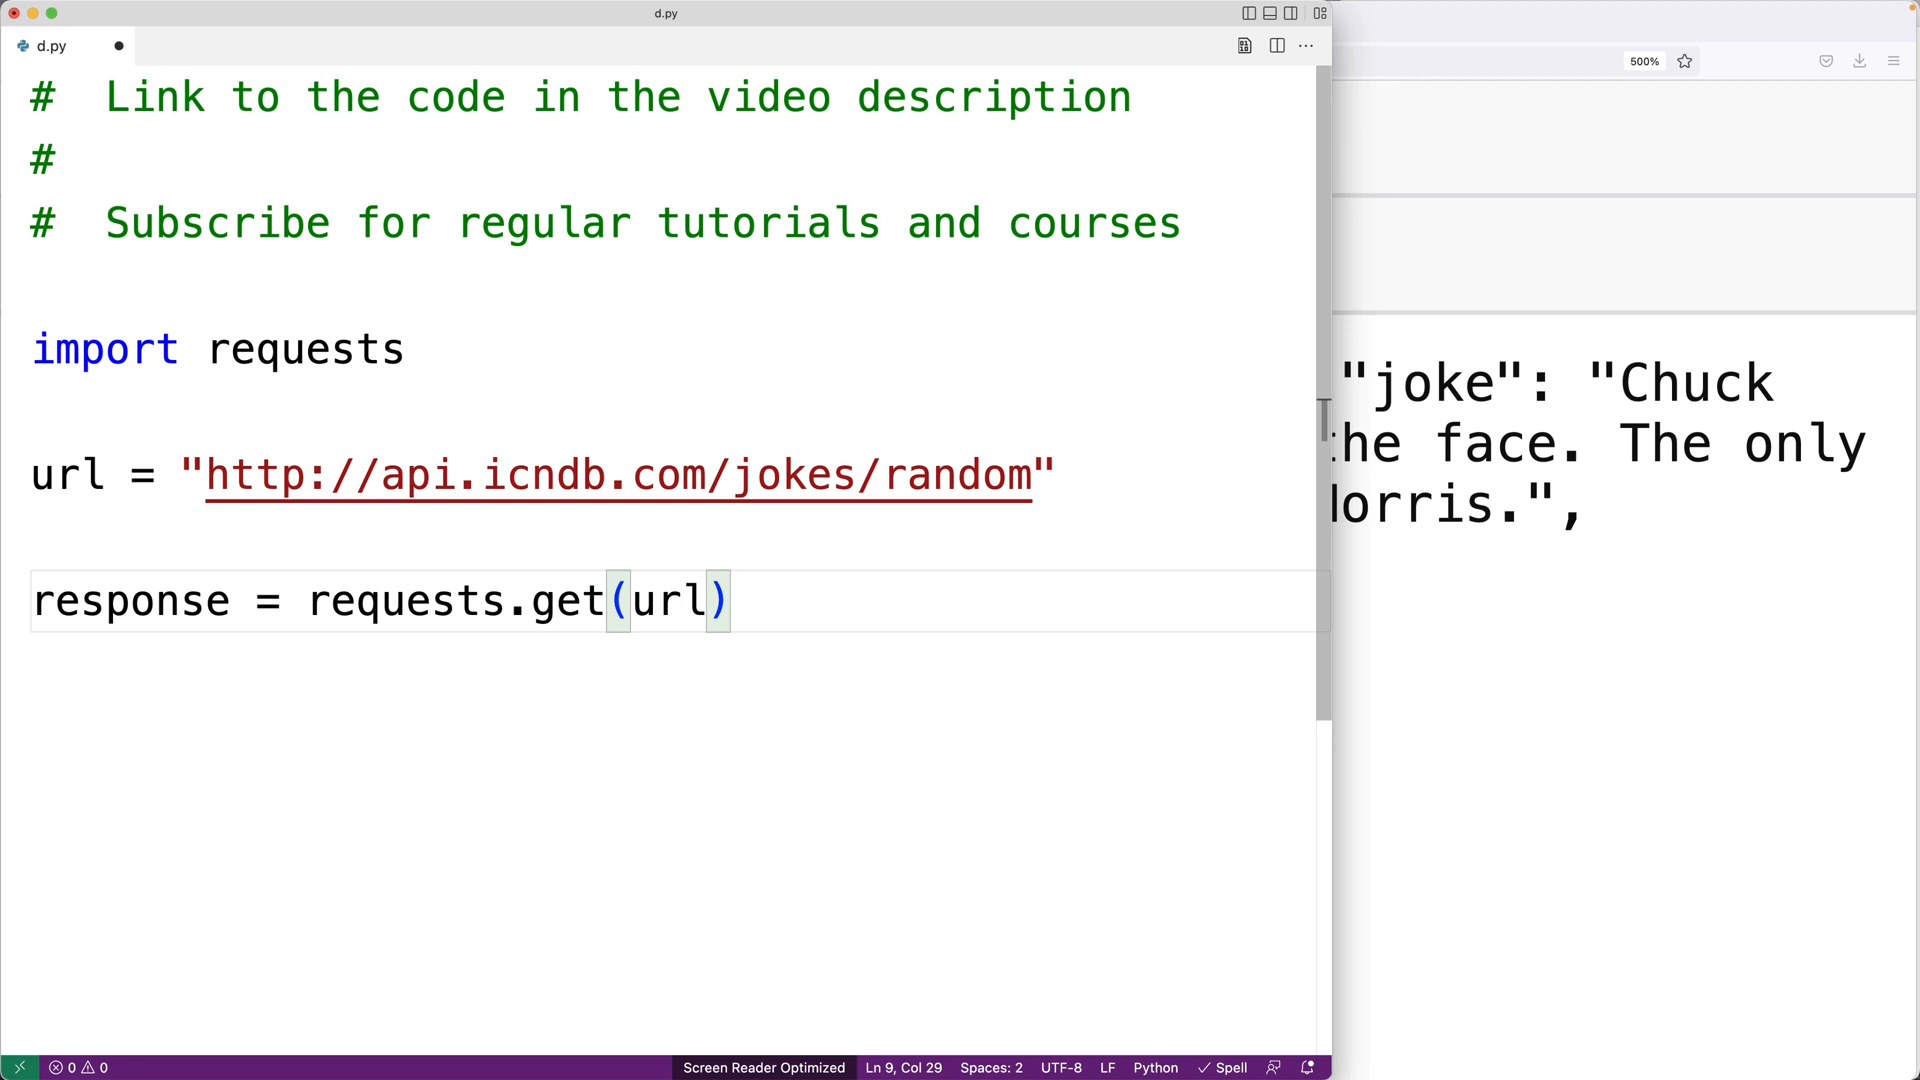 d.py
d.py
500%
#  Link to the code in the video description
#
#  Subscribe for regular tutorials and courses
import requests
url = "http://api.icndb.com/jokes/random"
response = requests.get(url)
"joke": "Chuck
the face. The only
Norris.",
0 0
Screen Reader Optimized
Ln 9, Col 29
Spaces: 2
UTF-8
LF
Python
Spell